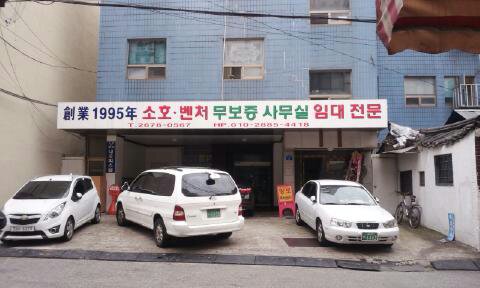 創業 1995年 소호·벤처 무보증 사무실 임대 전문
T.2678-0567 HP.010-2885-4418